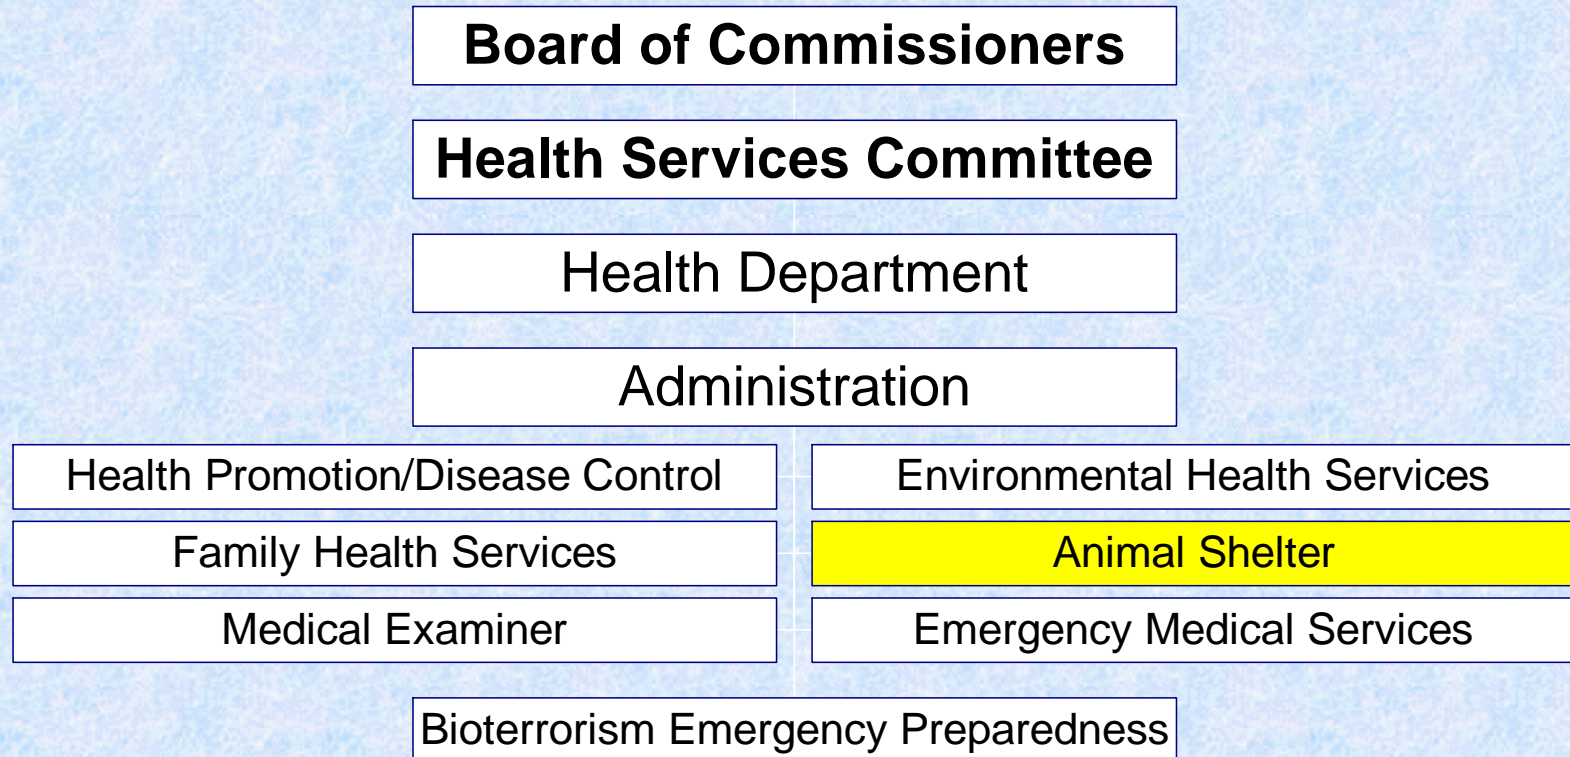 Board of Commissioners
Health Services Committee
Health Department
Administration
Health Promotion/Disease Control
Environmental Health Services
Family Health Services
Animal Shelter
Medical Examiner
Emergency Medical Services
Bioterrorism Emergency Preparedness